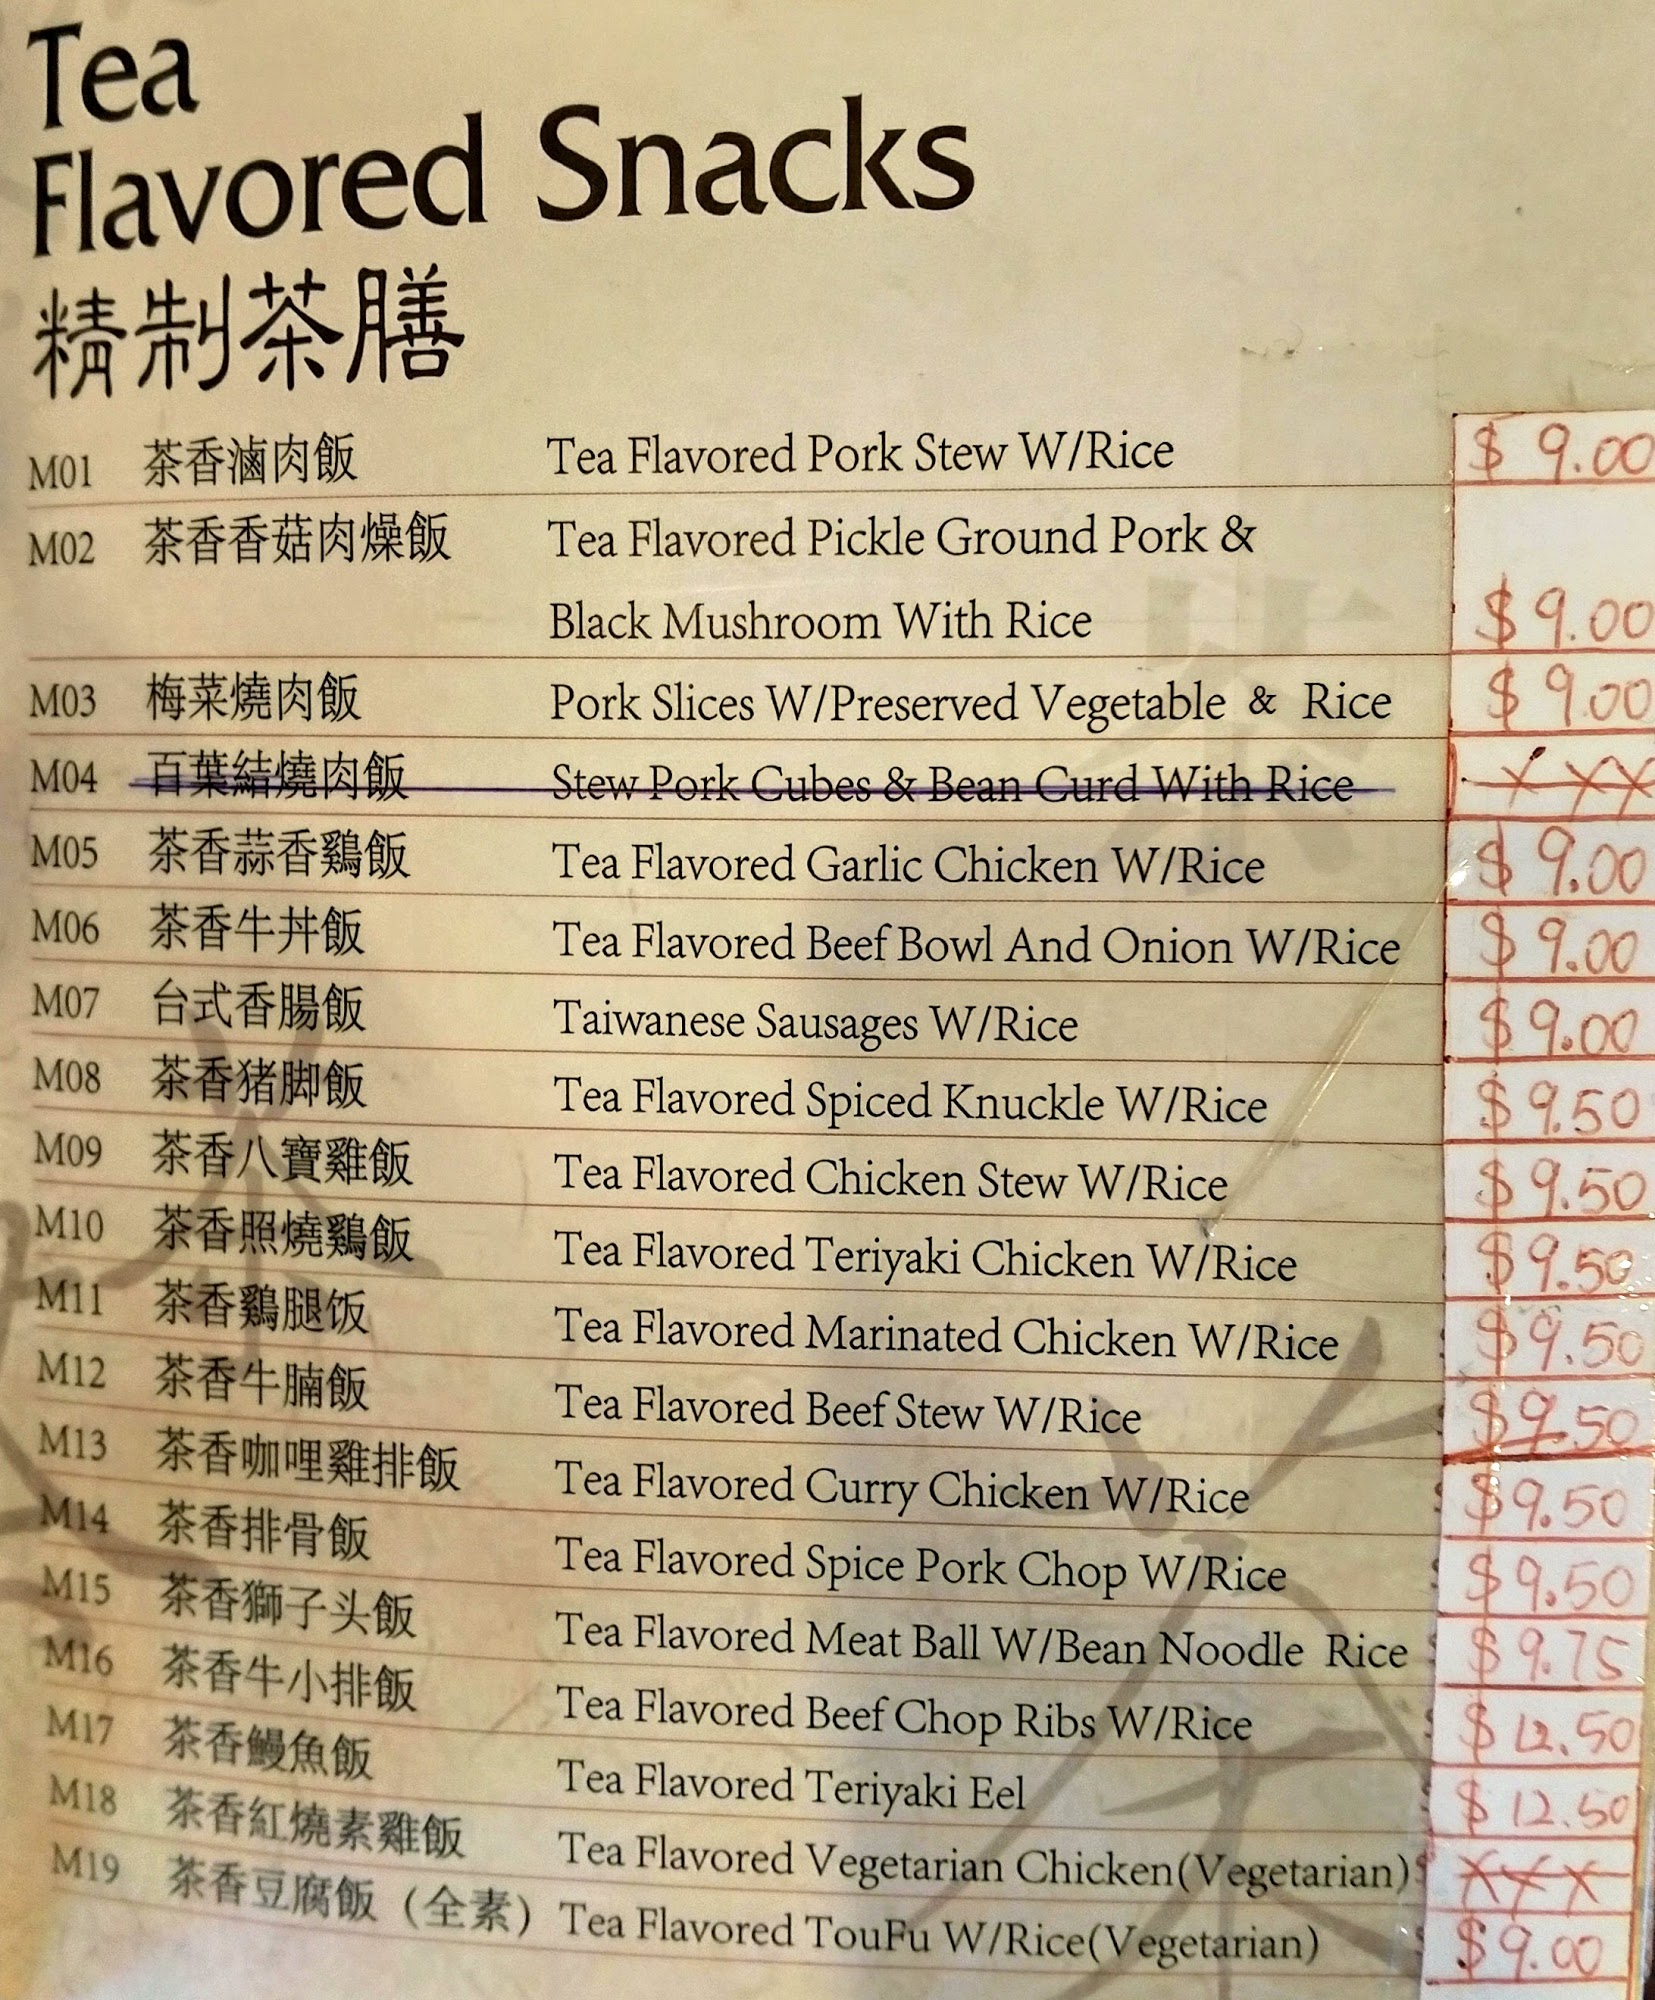 Tea
Flavored Snacks
精制茶膳
M01 茶香滷肉飯 Tea Flavored Pork Stew W/Rice $ 9.00
M02 茶香香菇肉燥飯 Tea Flavored Pickle Ground Pork &
Black Mushroom With Rice $ 9.00
M03 梅菜燒肉飯 Pork Slices W/Preserved Vegetable & Rice $ 9.00
M04 百葉結燒肉飯 Stew Pork Cubes & Bean Curd With Rice XXX
M05 茶香蒜香鷄飯 Tea Flavored Garlic Chicken W/Rice $ 9.00
M06 茶香牛丼飯 Tea Flavored Beef Bowl And Onion W/Rice $ 9.00
M07 台式香腸飯 Taiwanese Sausages W/Rice $ 9.00
M08 茶香猪脚飯 Tea Flavored Spiced Knuckle W/Rice $ 9.50
M09 茶香八寶雞飯 Tea Flavored Chicken Stew W/Rice $ 9.50
M10 茶香照燒鷄飯 Tea Flavored Teriyaki Chicken W/Rice $ 9.50
M11 茶香鷄腿饭 Tea Flavored Marinated Chicken W/Rice $ 9.50
M12 茶香牛腩飯 Tea Flavored Beef Stew W/Rice $ 9.50
M13 茶香咖哩雞排飯 Tea Flavored Curry Chicken W/Rice $ 9.50
M14 茶香排骨飯 Tea Flavored Spice Pork Chop W/Rice $ 9.50
M15 茶香獅子头飯 Tea Flavored Meat Ball W/Bean Noodle Rice $ 9.75
M16 茶香牛小排飯 Tea Flavored Beef Chop Ribs W/Rice $ 12.50
M17 茶香鰻魚飯 Tea Flavored Teriyaki Eel $ 12.50
M18 茶香紅燒素雞飯 Tea Flavored Vegetarian Chicken(Vegetarian) XXX
M19 茶香豆腐飯（全素） Tea Flavored TouFu W/Rice(Vegetarian) $ 9.00